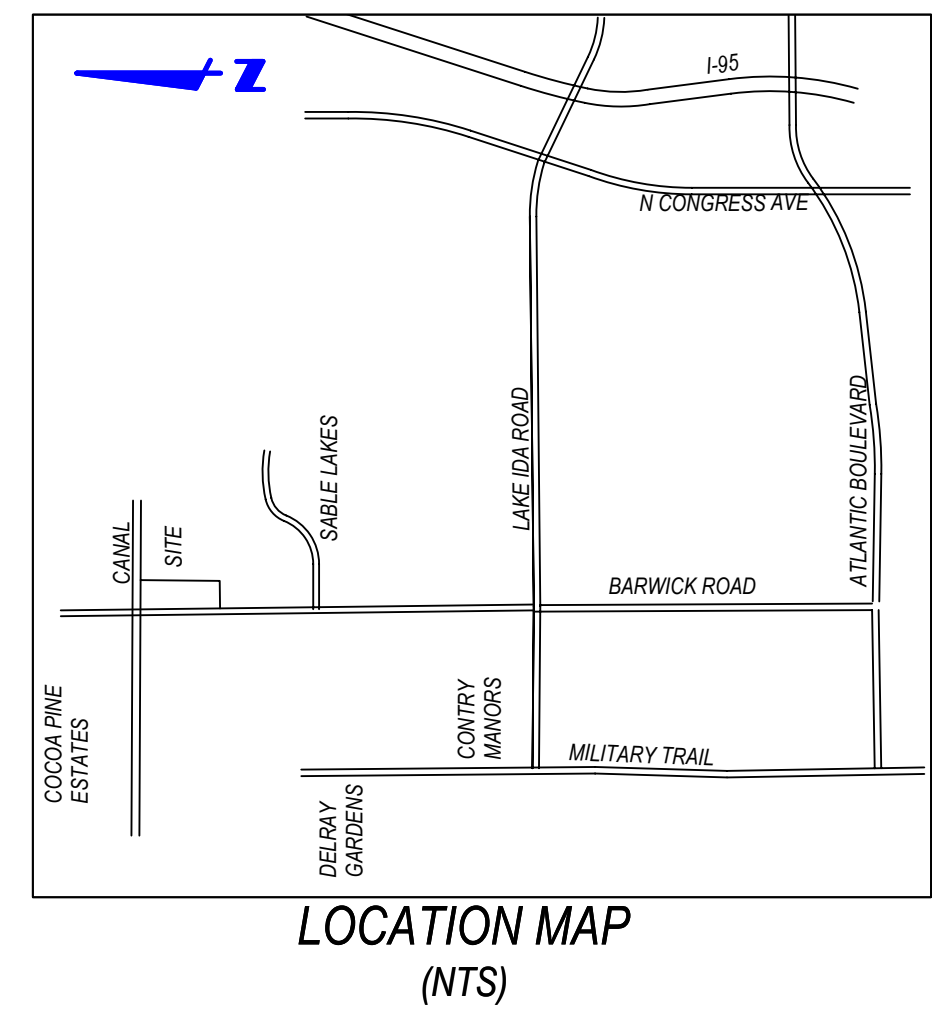 I-95
N
N CONGRESS AVE
LAKE IDA ROAD
ATLANTIC BOULEVARD
SABLE LAKES
CANAL
SITE
BARWICK ROAD
COCOA PINE
ESTATES
CONTRY
MANORS
MILITARY TRAIL
DELRAY
GARDENS
LOCATION MAP
(NTS)